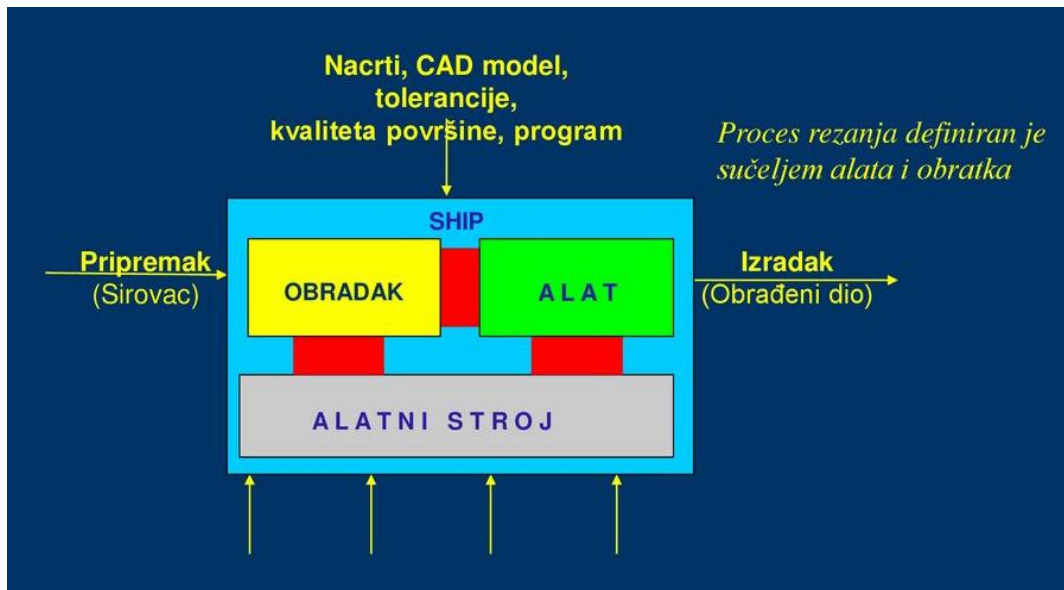 Nacrti, CAD model,
tolerancije,
kvaliteta površine, program
Proces rezanja definiran je
sučeljem alata i obratka
SHIP
Pripremak
(Sirovac)
OBRADAK
A L A T
Izradak
(Obrađeni dio)
A L A T N I S T R O J